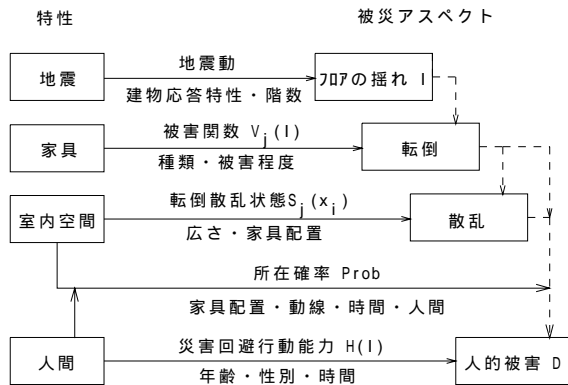 特性
被災アスペクト
地震
地震動
建物応答特性・階数
フロアの揺れ I
家具
被害関数 Vj(I)
種類・被害程度
転倒
室内空間
転倒散乱状態Sj(xi)
広さ・家具配置
散乱
所在確率 Prob
家具配置・動線・時間・人間
人間
災害回避行動能力 H(I)
年齢・性別・時間
人的被害 D